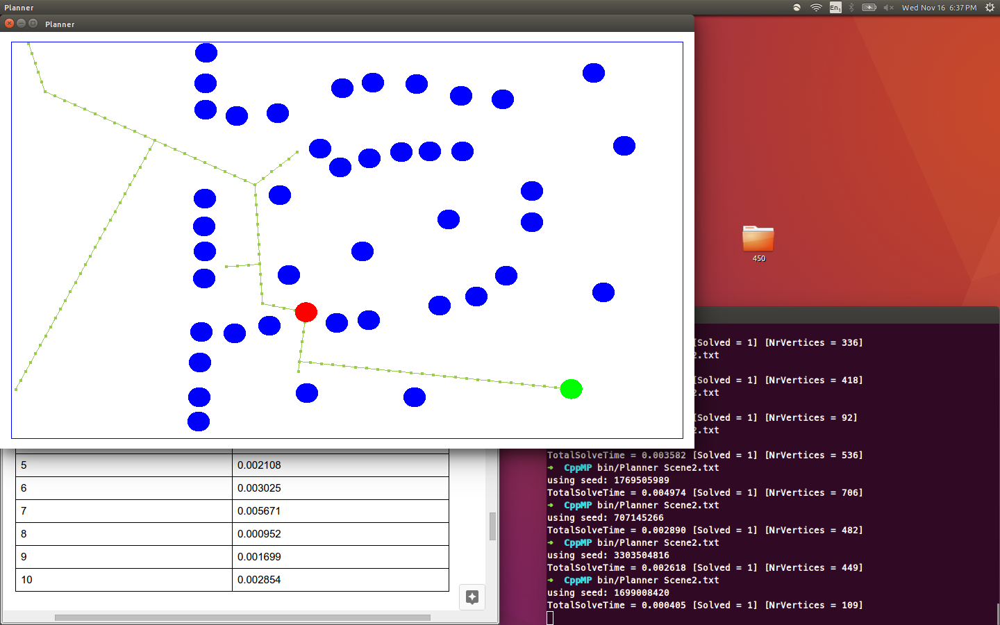 Planner
En1
Wed Nov 16 6:37 PM
Planner
450
[Solved = 1] [NrVertices = 336]
2.txt
[Solved = 1] [NrVertices = 418]
2.txt
[Solved = 1] [NrVertices = 92]
2.txt
TotalSolveTime = 0.003582 [Solved = 1] [NrVertices = 536]
➜ CppMP bin/Planner Scene2.txt
using seed: 1769505989
TotalSolveTime = 0.004974 [Solved = 1] [NrVertices = 706]
➜ CppMP bin/Planner Scene2.txt
using seed: 707145266
TotalSolveTime = 0.002890 [Solved = 1] [NrVertices = 482]
➜ CppMP bin/Planner Scene2.txt
using seed: 3303504816
TotalSolveTime = 0.002618 [Solved = 1] [NrVertices = 449]
➜ CppMP bin/Planner Scene2.txt
using seed: 1699008420
TotalSolveTime = 0.000405 [Solved = 1] [NrVertices = 109]
5 0.002108
6 0.003025
7 0.005671
8 0.000952
9 0.001699
10 0.002854